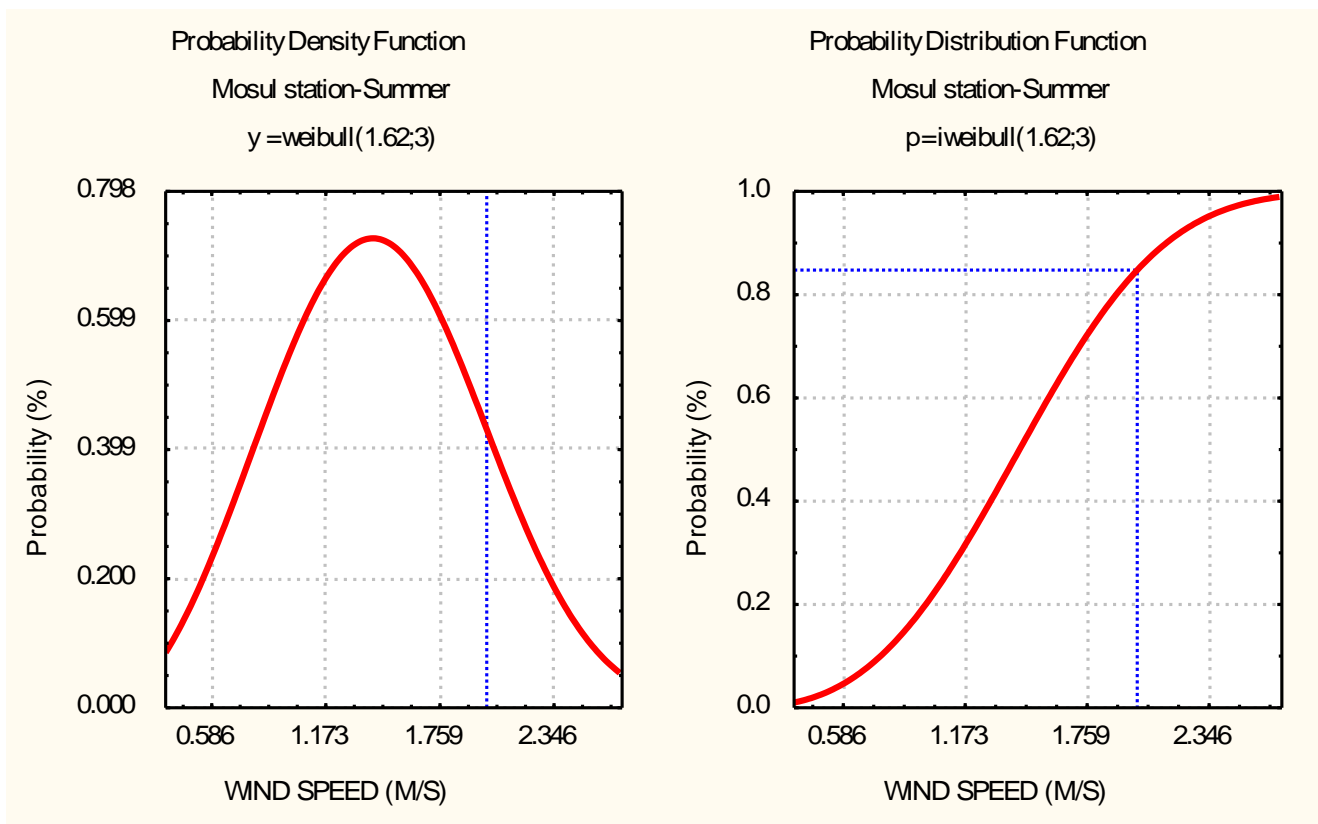 Probability Density Function
Mosul station-Summer
y =weibull(1.62;3)
0.798
0.599
0.399
0.200
0.000
Probability (%)
0.586 1.173 1.759 2.346
WIND SPEED (M/S)
Probability Distribution Function
Mosul station-Summer
p=iweibull(1.62;3)
1.0
0.8
0.6
0.4
0.2
0.0
Probability (%)
0.586 1.173 1.759 2.346
WIND SPEED (M/S)